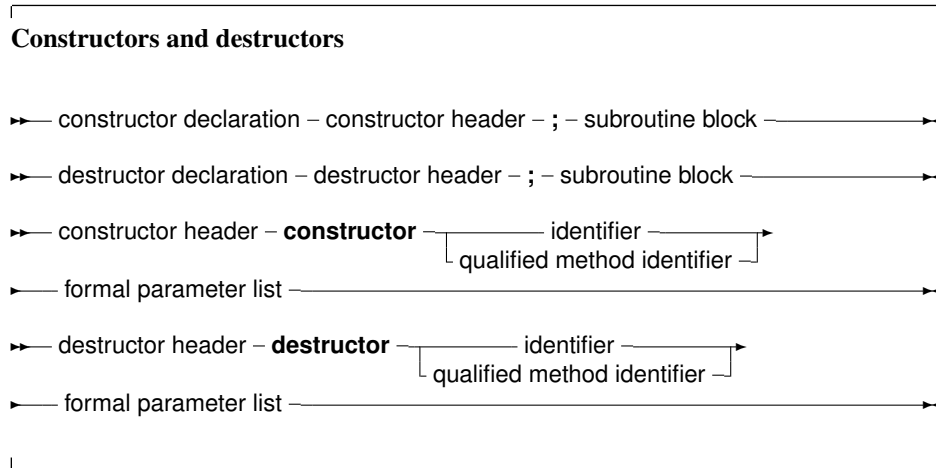 Constructors and destructors
constructor declaration – constructor header – ; – subroutine block
destructor declaration – destructor header – ; – subroutine block
constructor header – constructor – identifier
qualified method identifier
formal parameter list
destructor header – destructor – identifier
qualified method identifier
formal parameter list